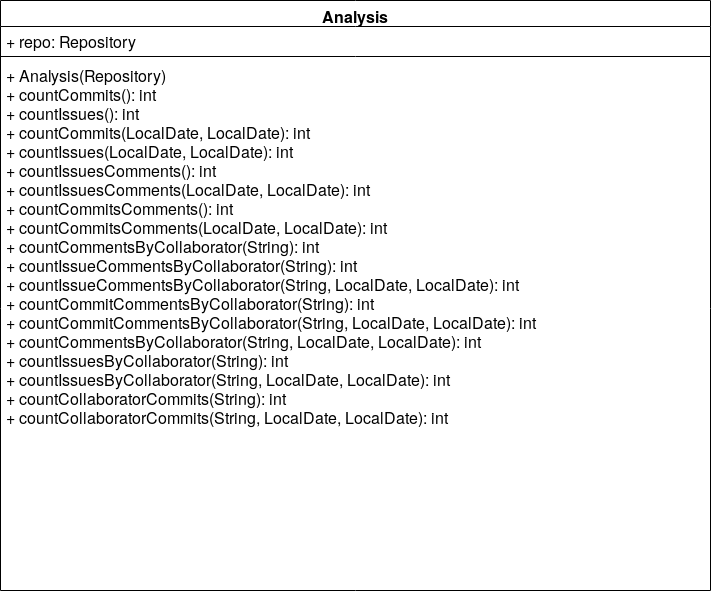 Analysis
+ repo: Repository
+ Analysis(Repository)
+ countCommits(): int
+ countIssues(): int
+ countCommits(LocalDate, LocalDate): int
+ countIssues(LocalDate, LocalDate): int
+ countIssuesComments(): int
+ countIssuesComments(LocalDate, LocalDate): int
+ countCommitsComments(): int
+ countCommitsComments(LocalDate, LocalDate): int
+ countCommentsByCollaborator(String): int
+ countIssueCommentsByCollaborator(String): int
+ countIssueCommentsByCollaborator(String, LocalDate, LocalDate): int
+ countCommitCommentsByCollaborator(String): int
+ countCommitCommentsByCollaborator(String, LocalDate, LocalDate): int
+ countCommentsByCollaborator(String, LocalDate, LocalDate): int
+ countIssuesByCollaborator(String): int
+ countIssuesByCollaborator(String, LocalDate, LocalDate): int
+ countCollaboratorCommits(String): int
+ countCollaboratorCommits(String, LocalDate, LocalDate): int